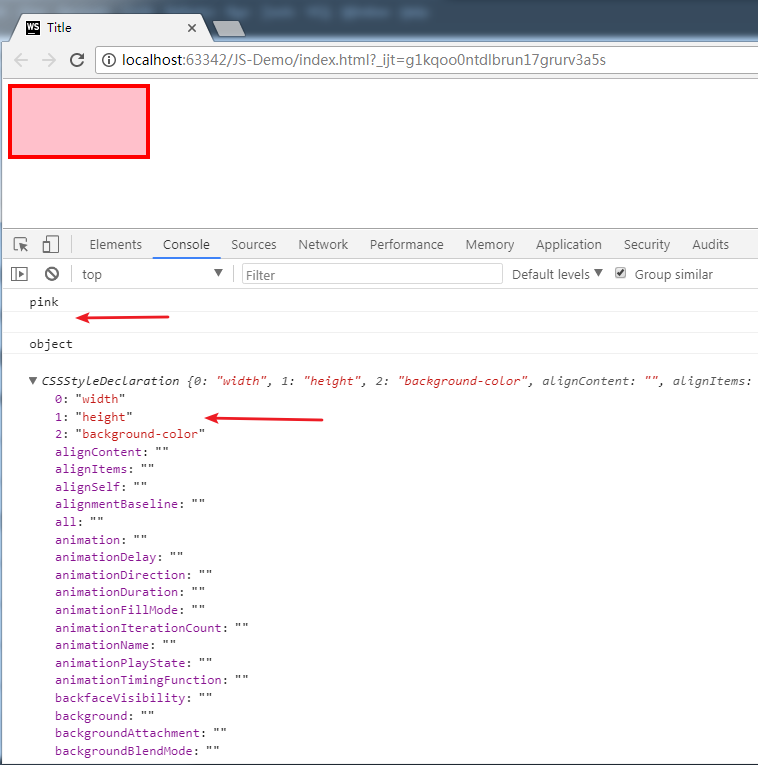 WS Title
localhost:63342/JS-Demo/index.html?_ijt=g1kqoo0ntdlbrun17grurv3a5s
Elements Console Sources Network Performance Memory Application Security Audits
top Filter Default levels Group similar
pink
object
CSSStyleDeclaration {0: "width", 1: "height", 2: "background-color", alignContent: "", alignItems:
0: "width"
1: "height"
2: "background-color"
alignContent: ""
alignItems: ""
alignSelf: ""
alignmentBaseline: ""
all: ""
animation: ""
animationDelay: ""
animationDirection: ""
animationDuration: ""
animationFillMode: ""
animationIterationCount: ""
animationName: ""
animationPlayState: ""
animationTimingFunction: ""
backfaceVisibility: ""
background: ""
backgroundAttachment: ""
backgroundBlendMode: ""